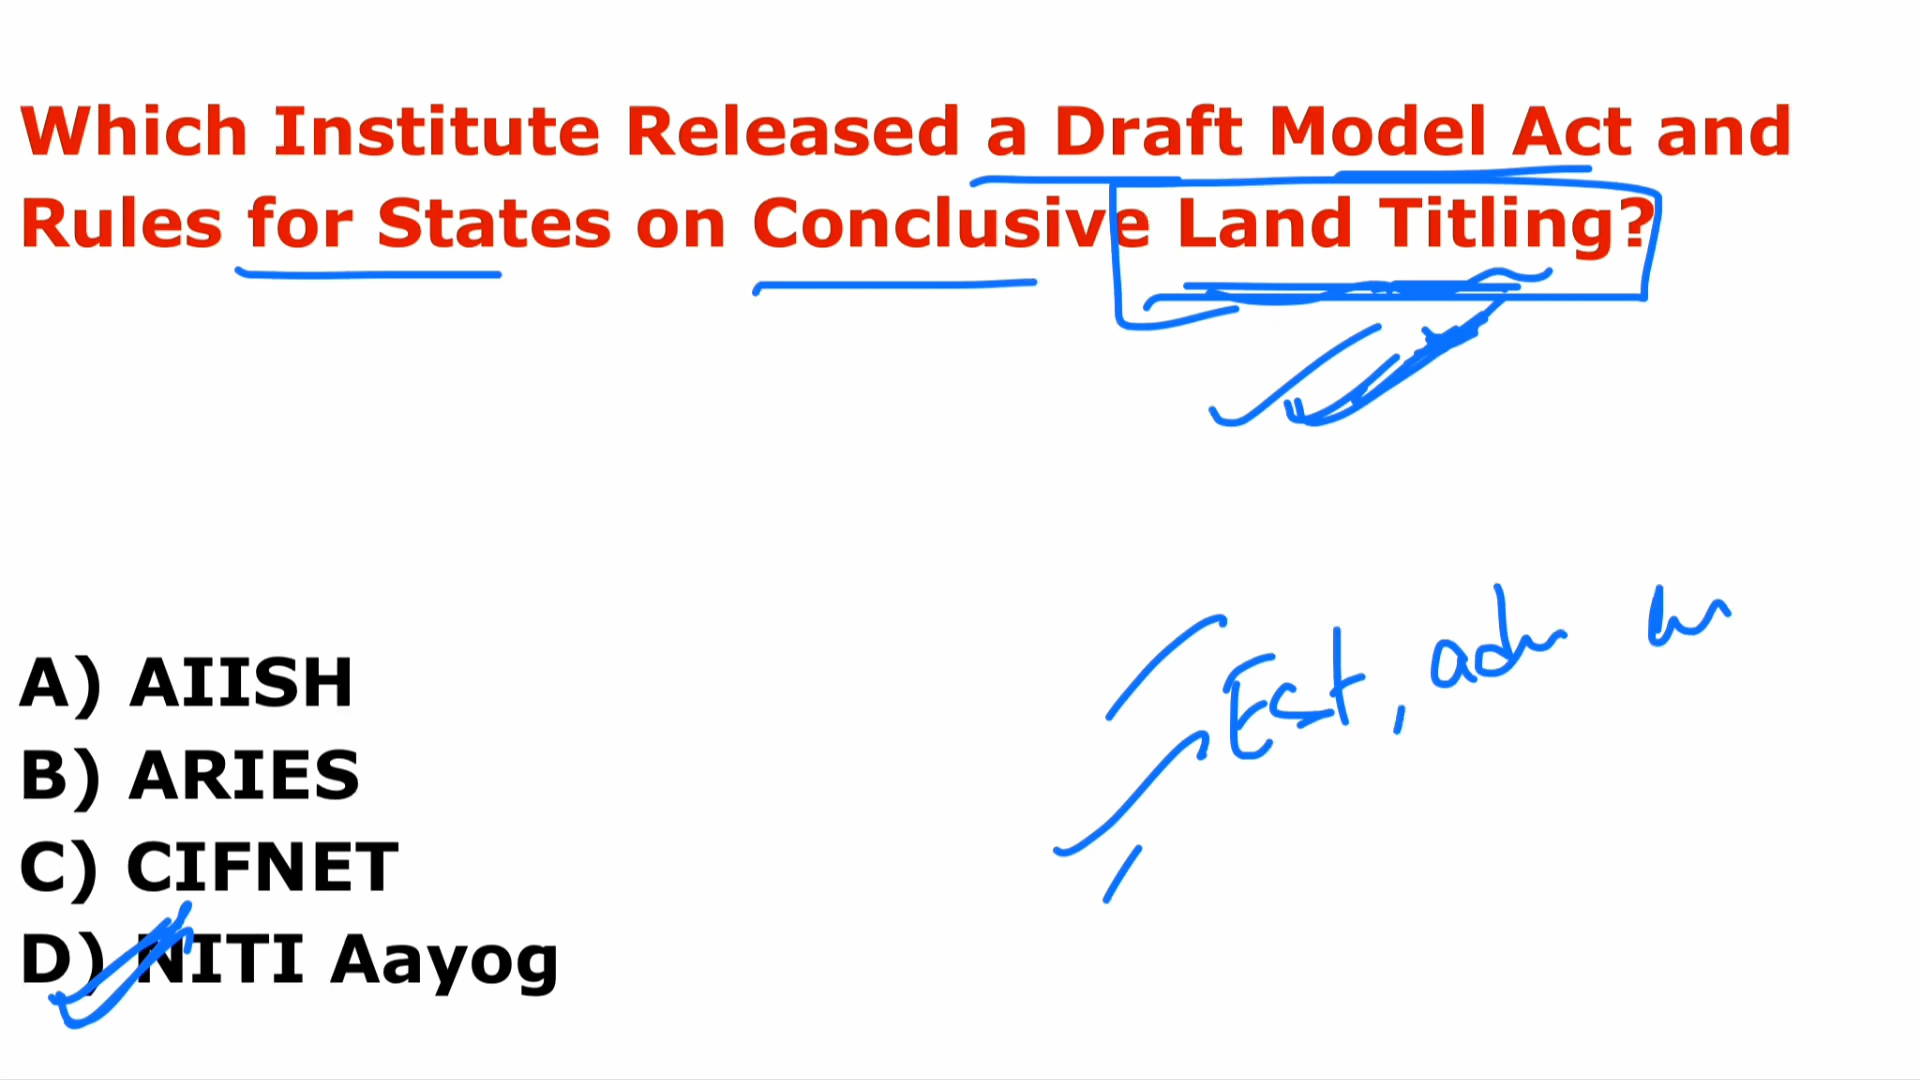 Which Institute Released a Draft Model Act and
Rules for States on Conclusive Land Titling?
Est, adm
A) AIISH
B) ARIES
C) CIFNET
D) NITI Aayog